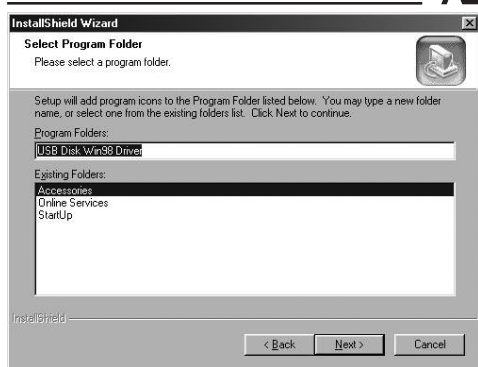 InstallShield Wizard
Select Program Folder
Please select a program folder.
Setup will add program icons to the Program Folder listed below. You may type a new folder
name, or select one from the existing folders list. Click Next to continue.
Program Folders:
USB Disk Win98 Driver
Existing Folders:
Accessories
Online Services
StartUp
InstallShield
< Back Next > Cancel